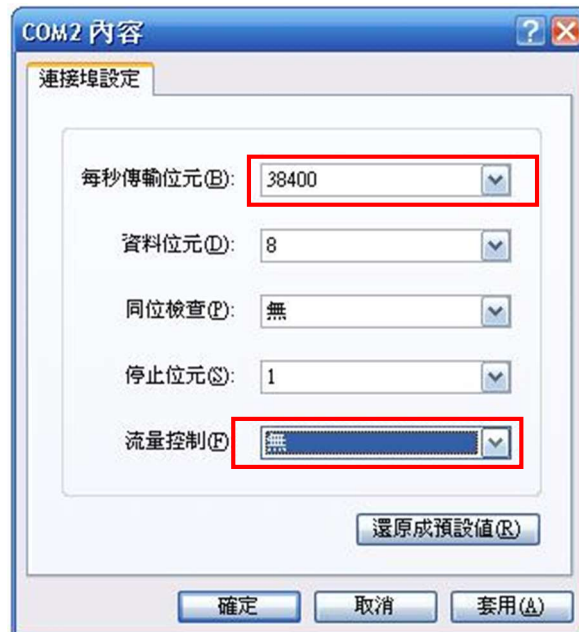 COM2 內容
連接埠設定
每秒傳輸位元(B): 38400
資料位元(D): 8
同位檢查(P): 無
停止位元(S): 1
流量控制(F) 無
還原成預設值(R)
確定 取消 套用(A)